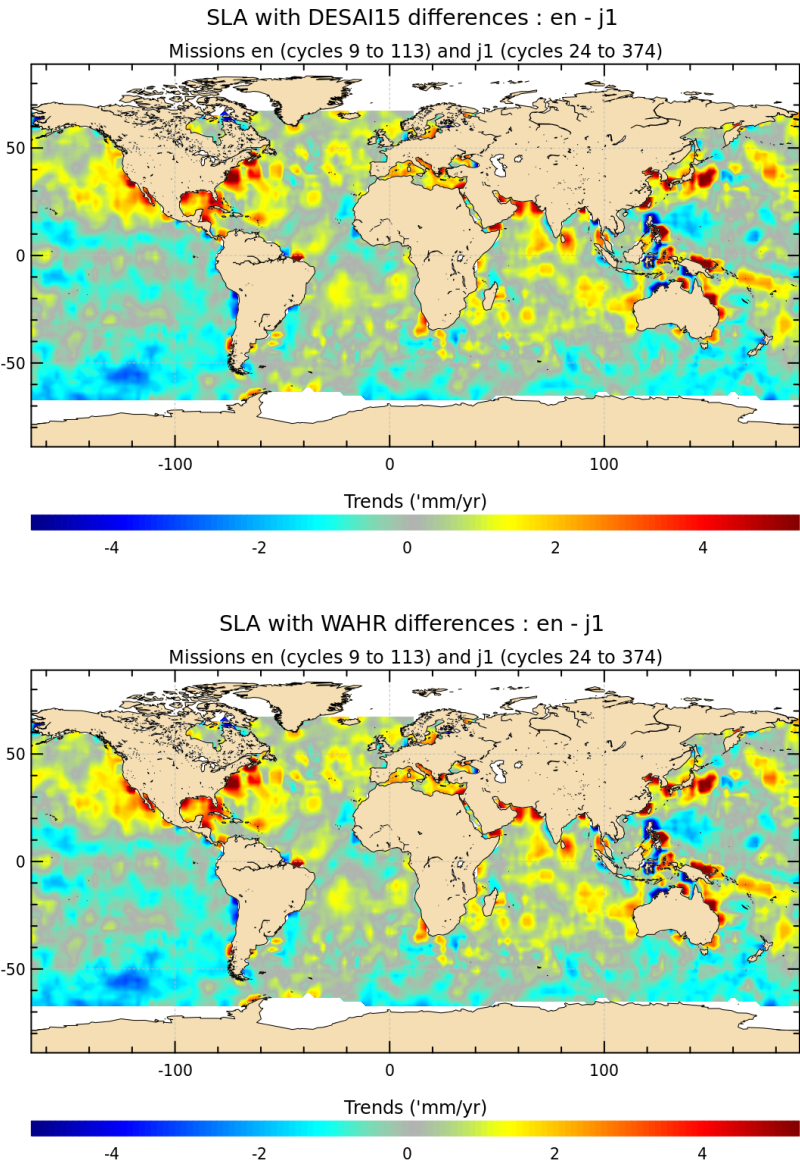 SLA with DESAI15 differences : en - j1
Missions en (cycles 9 to 113) and j1 (cycles 24 to 374)
50
0
-50
-100 0 100
Trends ('mm/yr)
-4 -2 0 2 4
SLA with WAHR differences : en - j1
Missions en (cycles 9 to 113) and j1 (cycles 24 to 374)
50
0
-50
-100 0 100
Trends ('mm/yr)
-4 -2 0 2 4